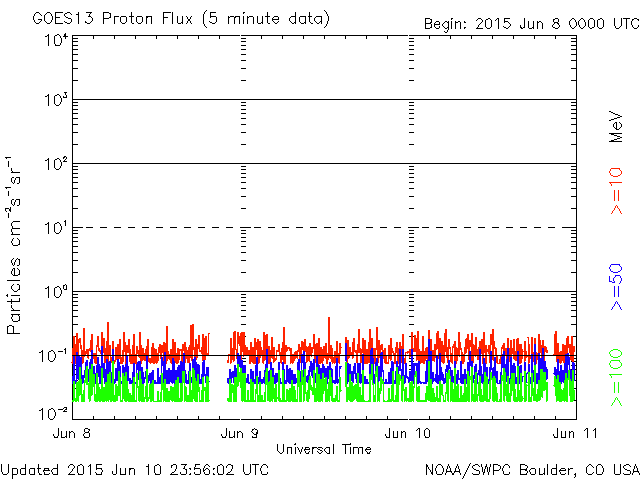 GOES13 Proton Flux (5 minute data)
Begin: 2015 Jun 8 0000 UTC
Particles cm⁻²s⁻¹sr⁻¹
10⁴
10³
10²
10¹
10⁰
10⁻¹
10⁻²
MeV
>=10
>=50
>=100
Jun 8
Jun 9
Jun 10
Jun 11
Universal Time
Updated 2015 Jun 10 23:56:02 UTC
NOAA/SWPC Boulder, CO USA